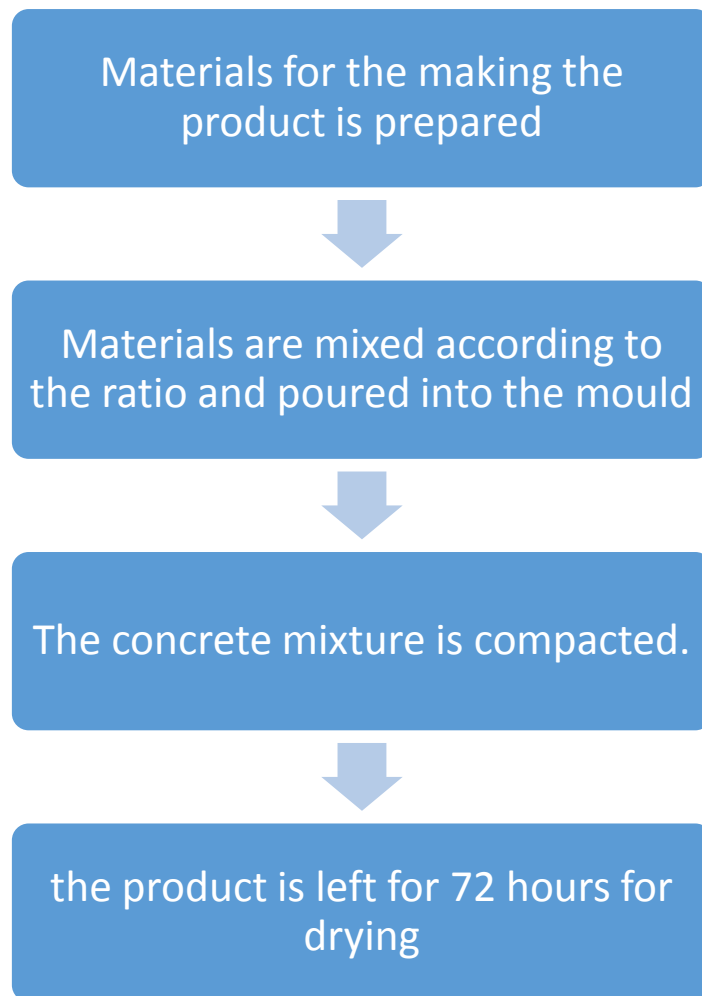 Materials for the making the
product is prepared
Materials are mixed according to
the ratio and poured into the mould
The concrete mixture is compacted.
the product is left for 72 hours for
drying